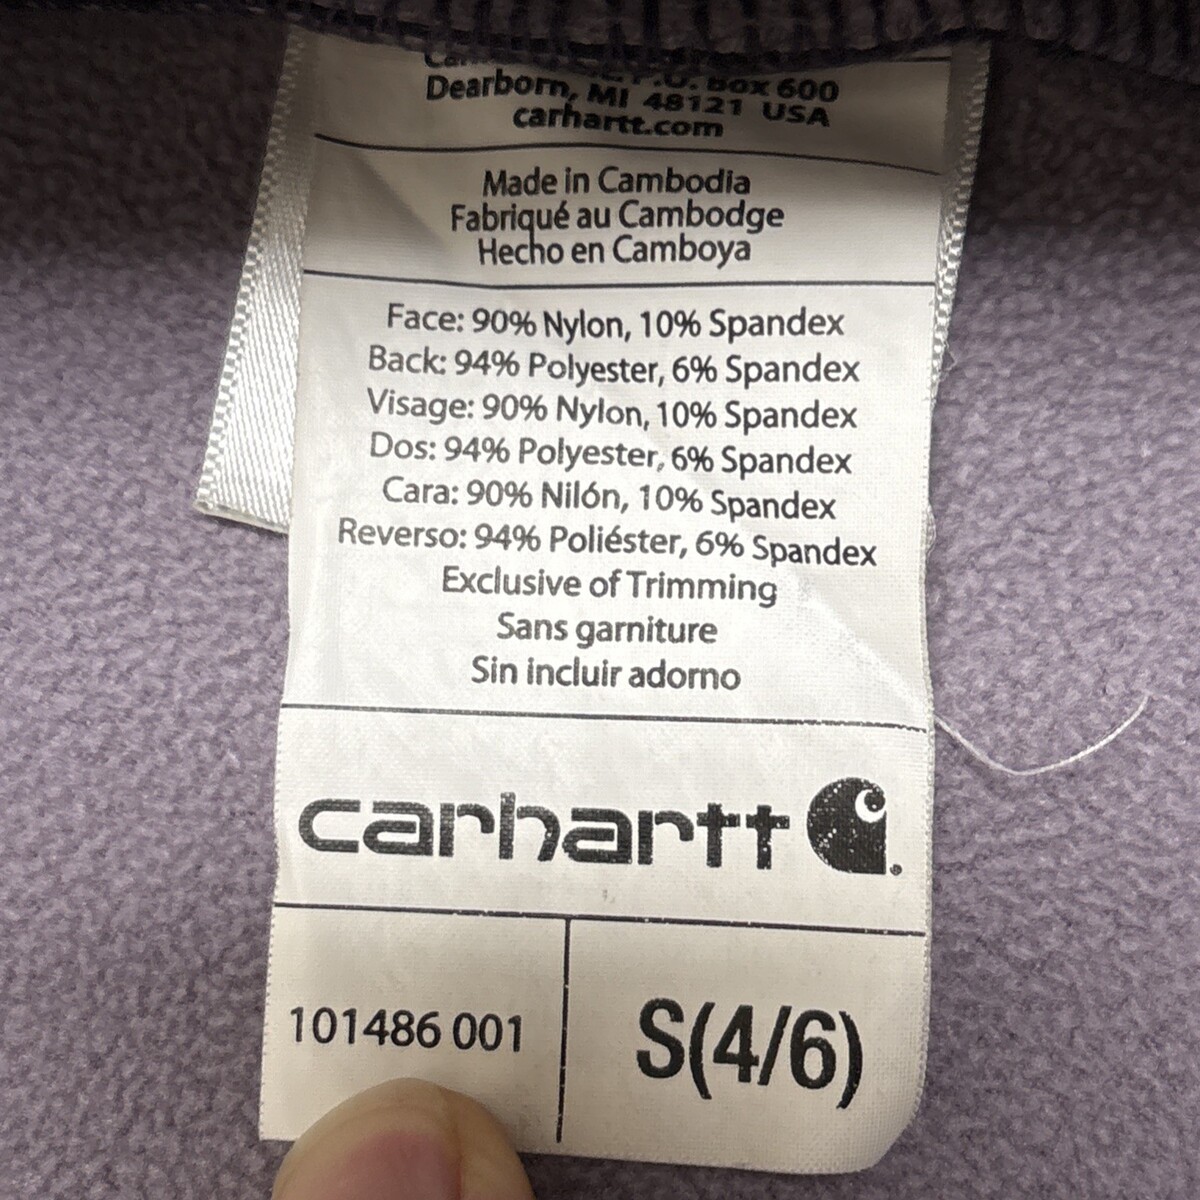 Box 600
Dearborn, MI 48121 USA
carhartt.com
Made in Cambodia
Fabriqué au Cambodge
Hecho en Camboya
Face: 90% Nylon, 10% Spandex
Back: 94% Polyester, 6% Spandex
Visage: 90% Nylon, 10% Spandex
Dos: 94% Polyester, 6% Spandex
Cara: 90% Nilón, 10% Spandex
Reverso: 94% Poliéster, 6% Spandex
Exclusive of Trimming
Sans garniture
Sin incluir adorno
carhartt
101486 001
S(4/6)